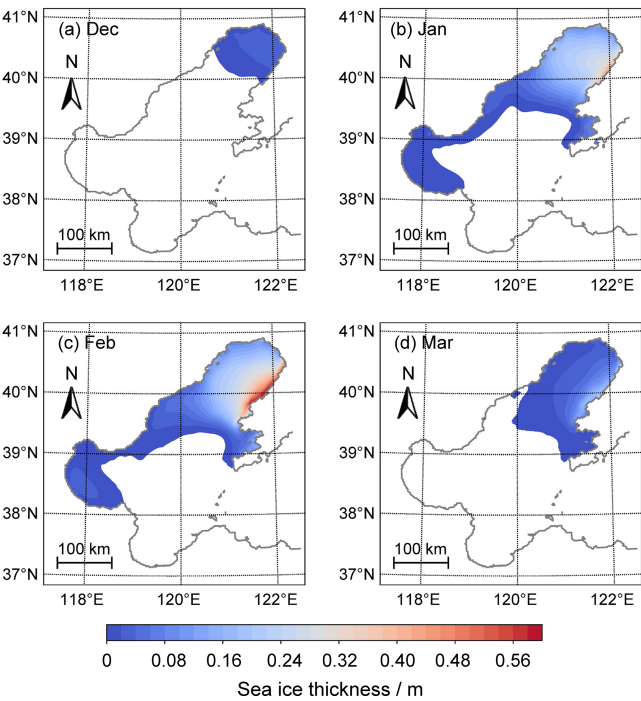 41°N
(a) Dec
N
40°N
39°N
38°N
100 km
37°N
118°E 120°E 122°E
41°N
(b) Jan
N
40°N
39°N
38°N
100 km
37°N
118°E 120°E 122°E
41°N
(c) Feb
N
40°N
39°N
38°N
100 km
37°N
118°E 120°E 122°E
41°N
(d) Mar
N
40°N
39°N
38°N
100 km
37°N
118°E 120°E 122°E
0 0.08 0.16 0.24 0.32 0.40 0.48 0.56
Sea ice thickness / m